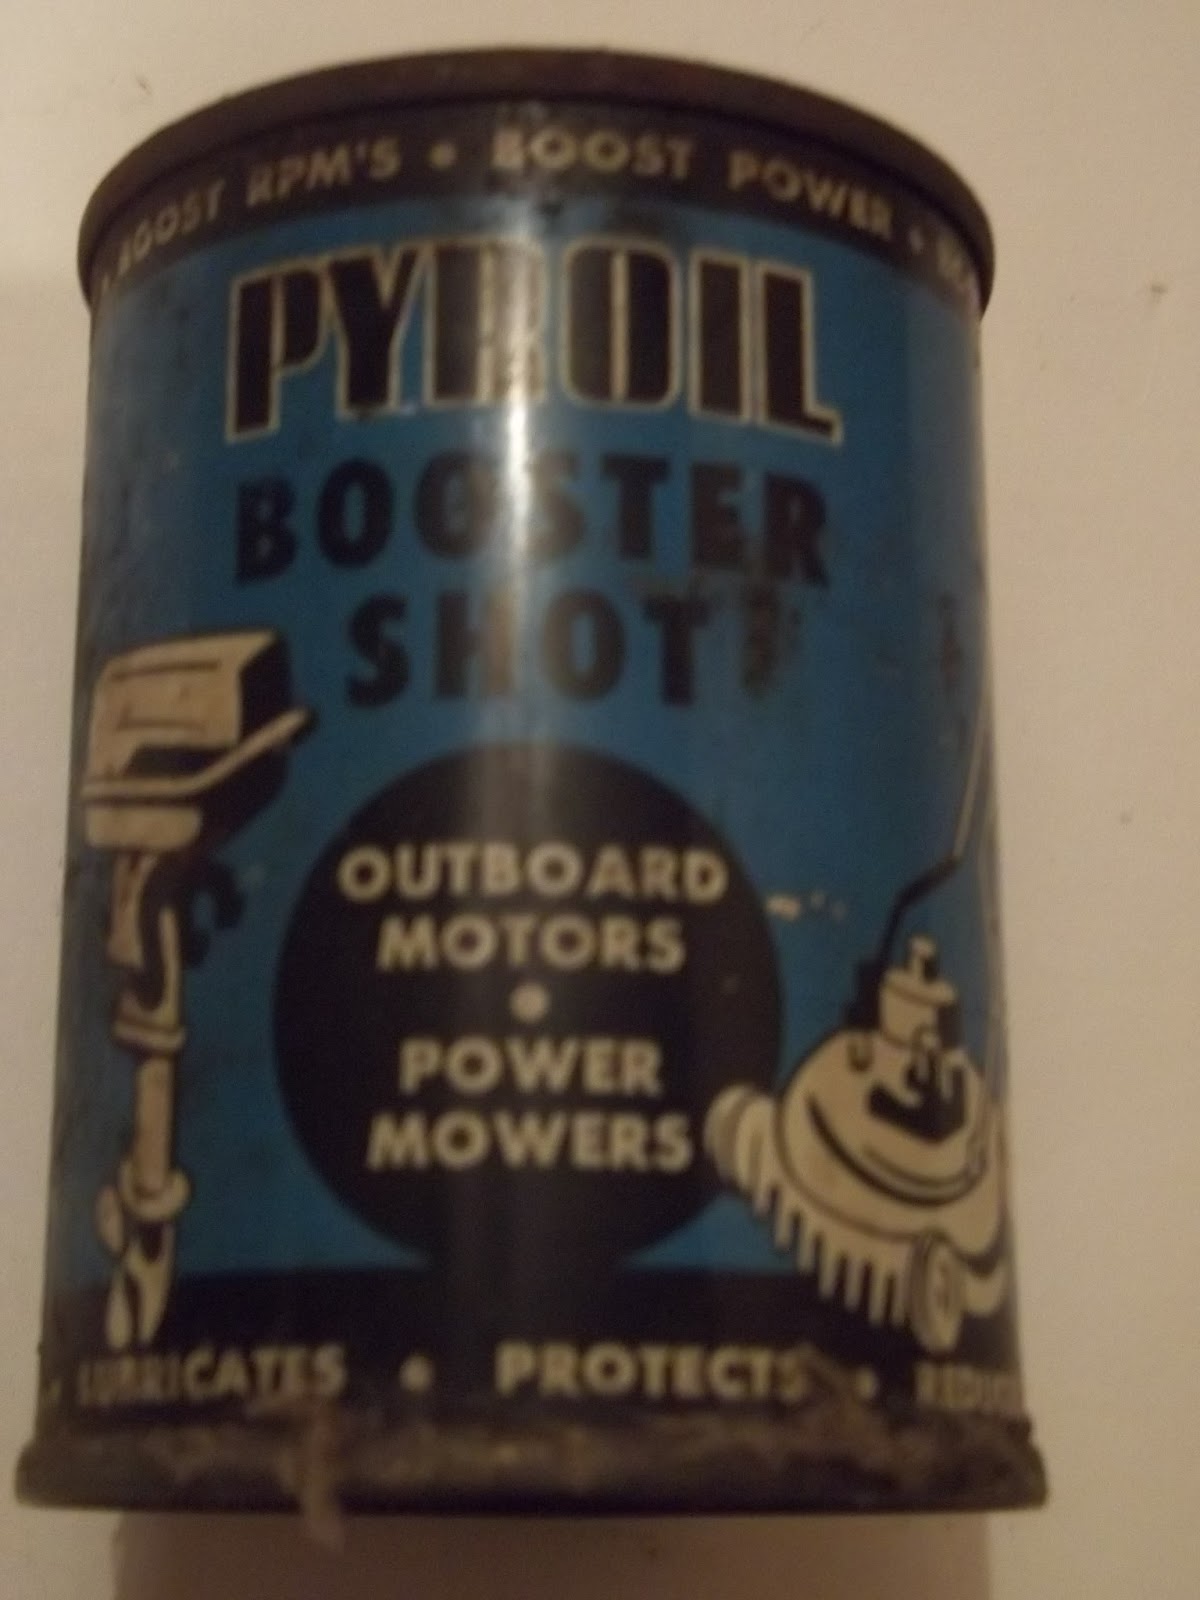 BOOST RPM'S • BOOST POWER •
PYROIL
BOOSTER
SHOT
OUTBOARD
MOTORS
•
POWER
MOWERS
LUBRICATES • PROTECTS •